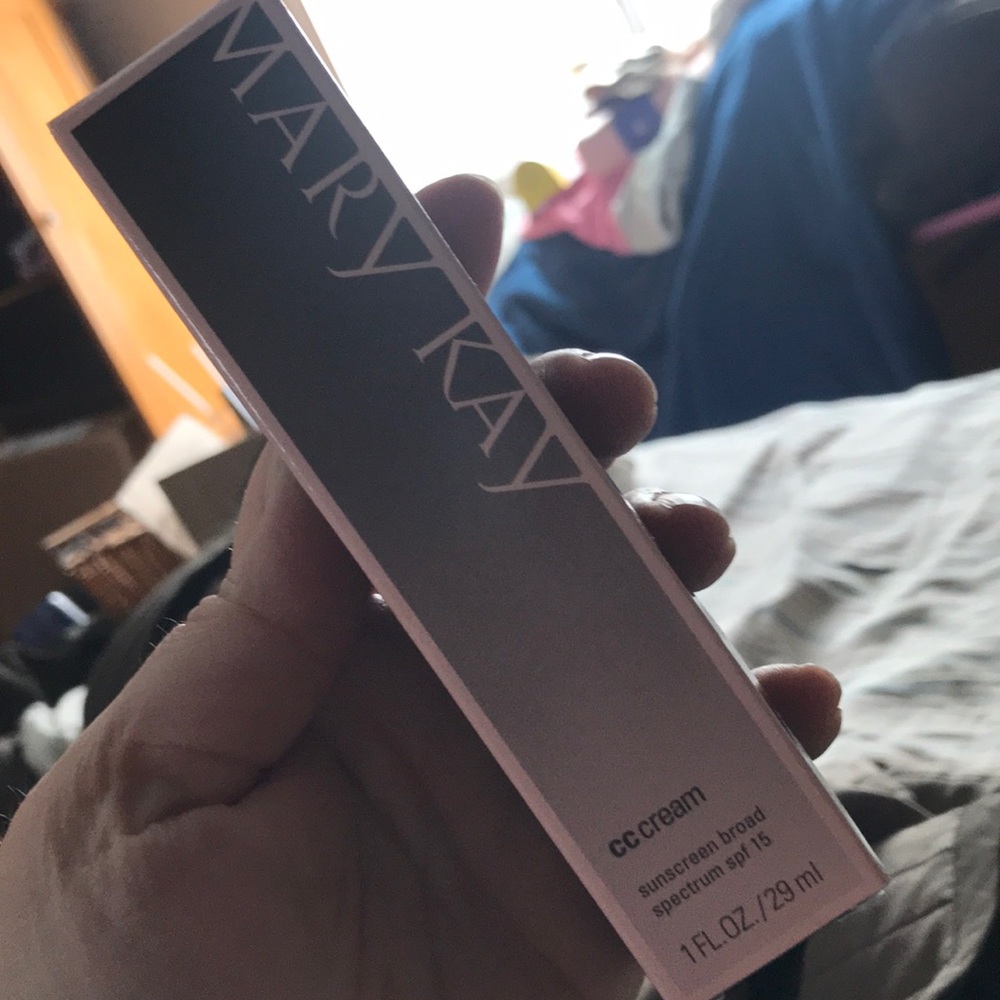 MARY KAY
cc cream
sunscreen broad
spectrum spf 15
1 FL.OZ./29 ml